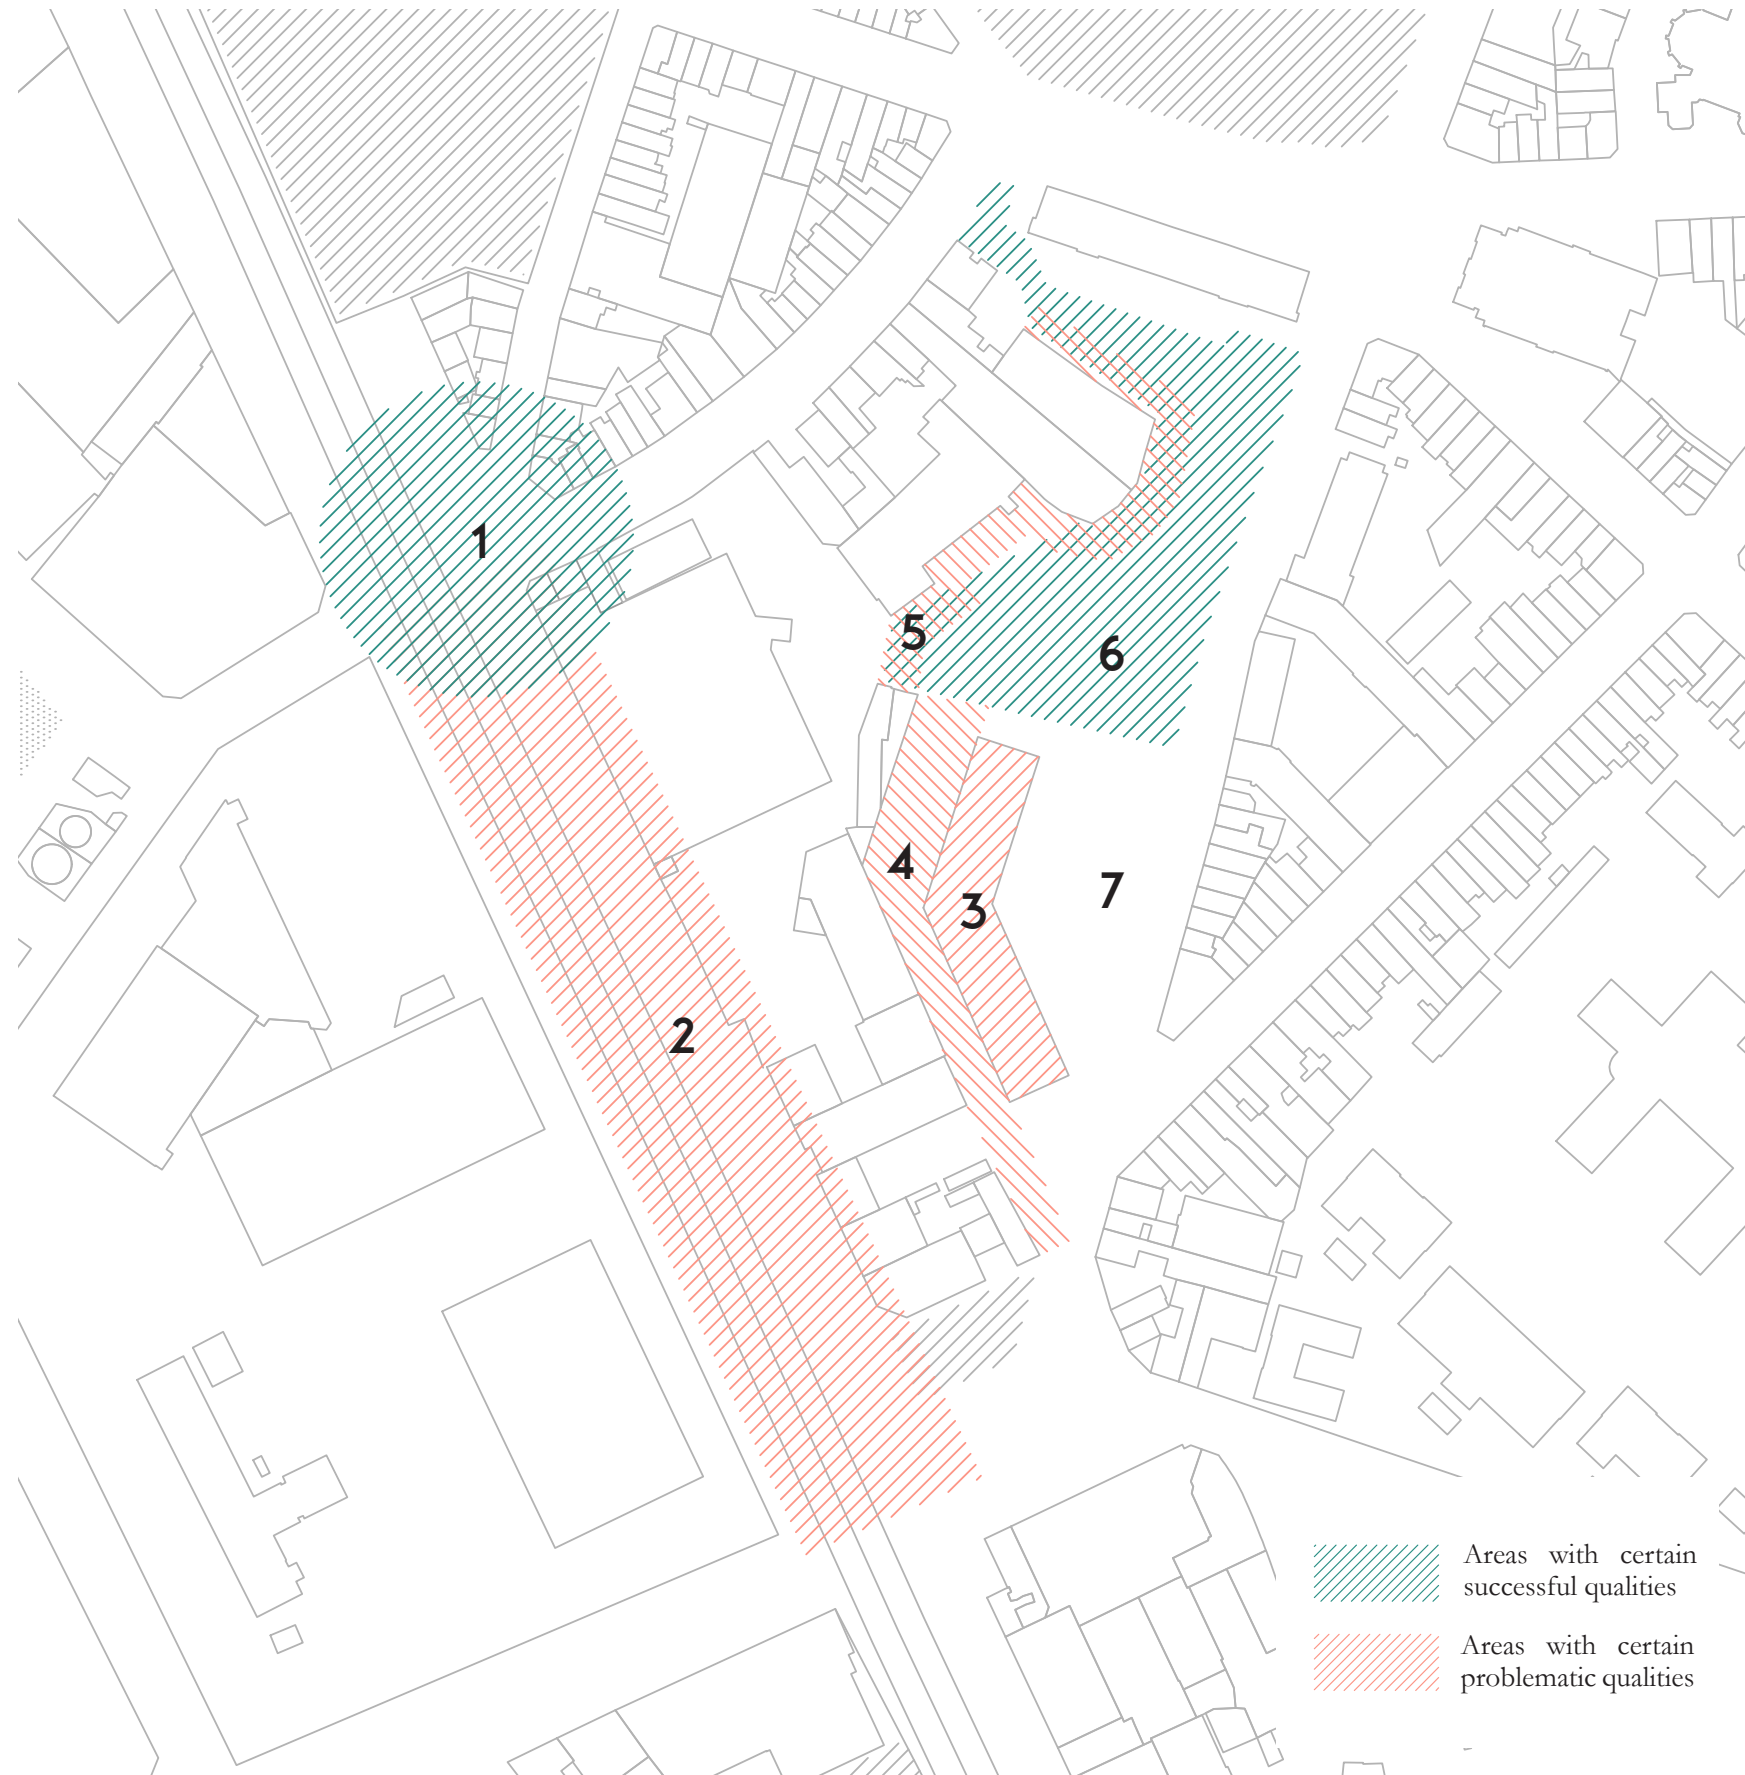 1
5
6
4
7
3
2
Areas with certain
successful qualities
Areas with certain
problematic qualities